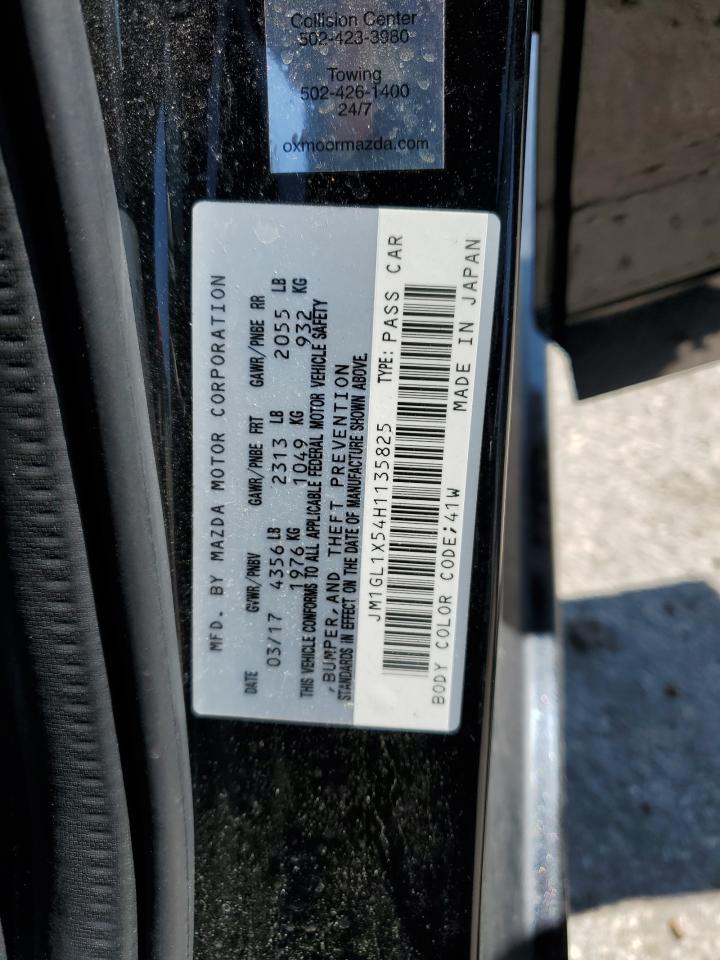 Collision Center
502-423-3980
Towing
502-426-1400
24/7
oxmoormazda.com
MFD. BY MAZDA MOTOR CORPORATION
DATE GVWR/PNBV GAWR/PNBE FRT GAWR/PNBE RR
03/17 4356 LB 2313 LB 2055 LB
1976 KG 1049 KG 932 KG
THIS VEHICLE CONFORMS TO ALL APPLICABLE FEDERAL MOTOR VEHICLE SAFETY
,BUMPER,AND THEFT PREVENTION
STANDARDS IN EFFECT ON THE DATE OF MANUFACTURE SHOWN ABOVE.
JM1GL1X54H1135825 TYPE: PASS CAR
BODY COLOR CODE;41W MADE IN JAPAN